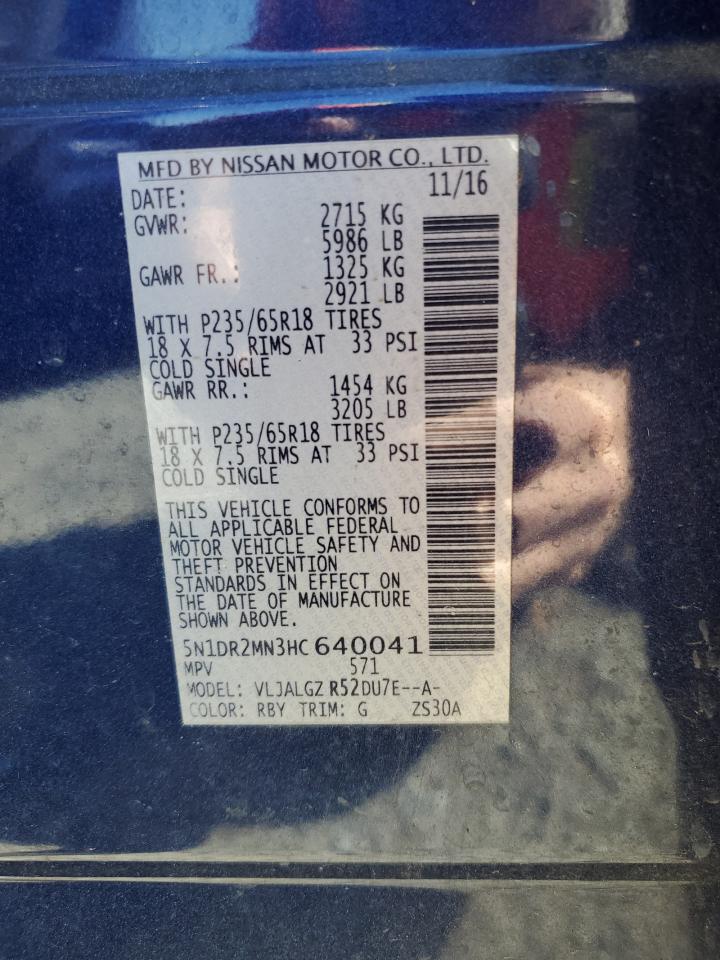 MFD BY NISSAN MOTOR CO., LTD.
DATE: 11/16
GVWR: 2715 KG
5986 LB
GAWR FR.: 1325 KG
2921 LB
WITH P235/65R18 TIRES
18 X 7.5 RIMS AT 33 PSI
COLD SINGLE
GAWR RR.: 1454 KG
3205 LB
WITH P235/65R18 TIRES
18 X 7.5 RIMS AT 33 PSI
COLD SINGLE
THIS VEHICLE CONFORMS TO
ALL APPLICABLE FEDERAL
MOTOR VEHICLE SAFETY AND
THEFT PREVENTION
STANDARDS IN EFFECT ON
THE DATE OF MANUFACTURE
SHOWN ABOVE.
5N1DR2MN3HC640041
MPV 571
MODEL: VLJALGZ R52DU7E--A-
COLOR: RBY TRIM: G ZS30A